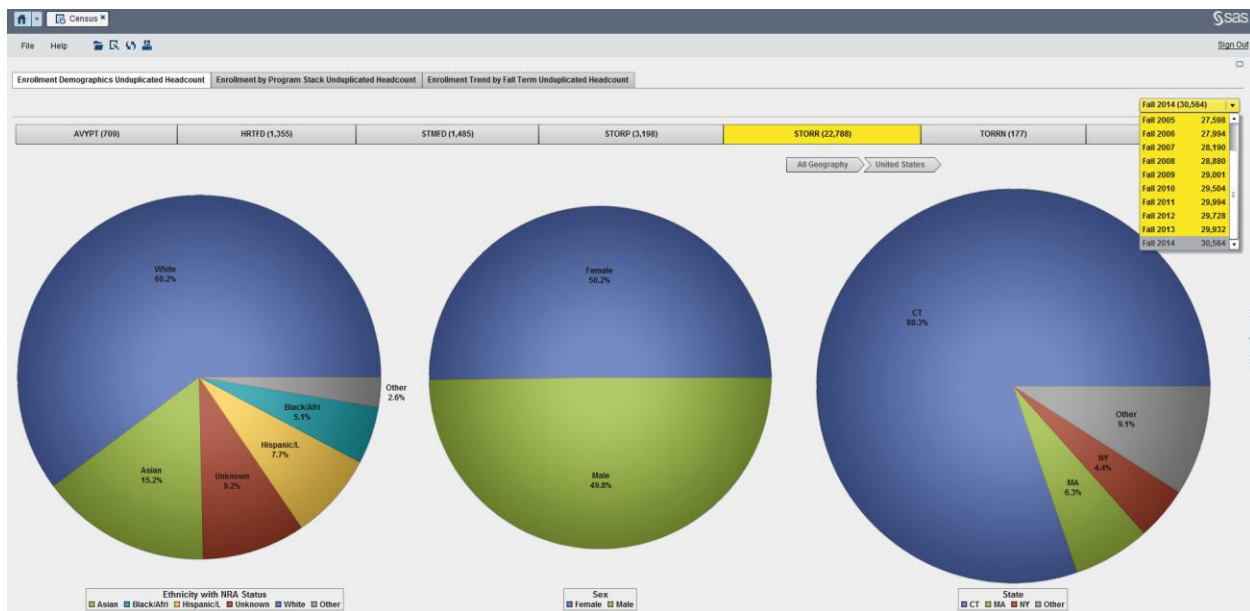 Census
sas
File Help
Sign Out
Enrollment Demographics Unduplicated Headcount Enrollment by Program Stack Unduplicated Headcount Enrollment Trend by Fall Term Unduplicated Headcount
Fall 2014 (30,564)
Fall 2005 27,598
Fall 2006 27,994
Fall 2007 28,190
Fall 2008 28,880
Fall 2009 29,001
Fall 2010 29,504
Fall 2011 29,994
Fall 2012 29,728
Fall 2013 29,932
Fall 2014 30,564
AVYPT (709) HRTFD (1,355) STMFD (1,485) STORP (3,198) STORR (22,788) TORRN (177)
All Geography United States
White
60.2%
Other
2.6%
Black/Afri
5.1%
Hispanic/L
7.7%
Unknown
9.2%
Asian
15.2%
Ethnicity with NRA Status
Asian Black/Afri Hispanic/L Unknown White Other
Female
50.2%
Male
49.8%
Sex
Female Male
CT
80.3%
Other
9.1%
NY
4.4%
MA
6.3%
State
CT MA NY Other